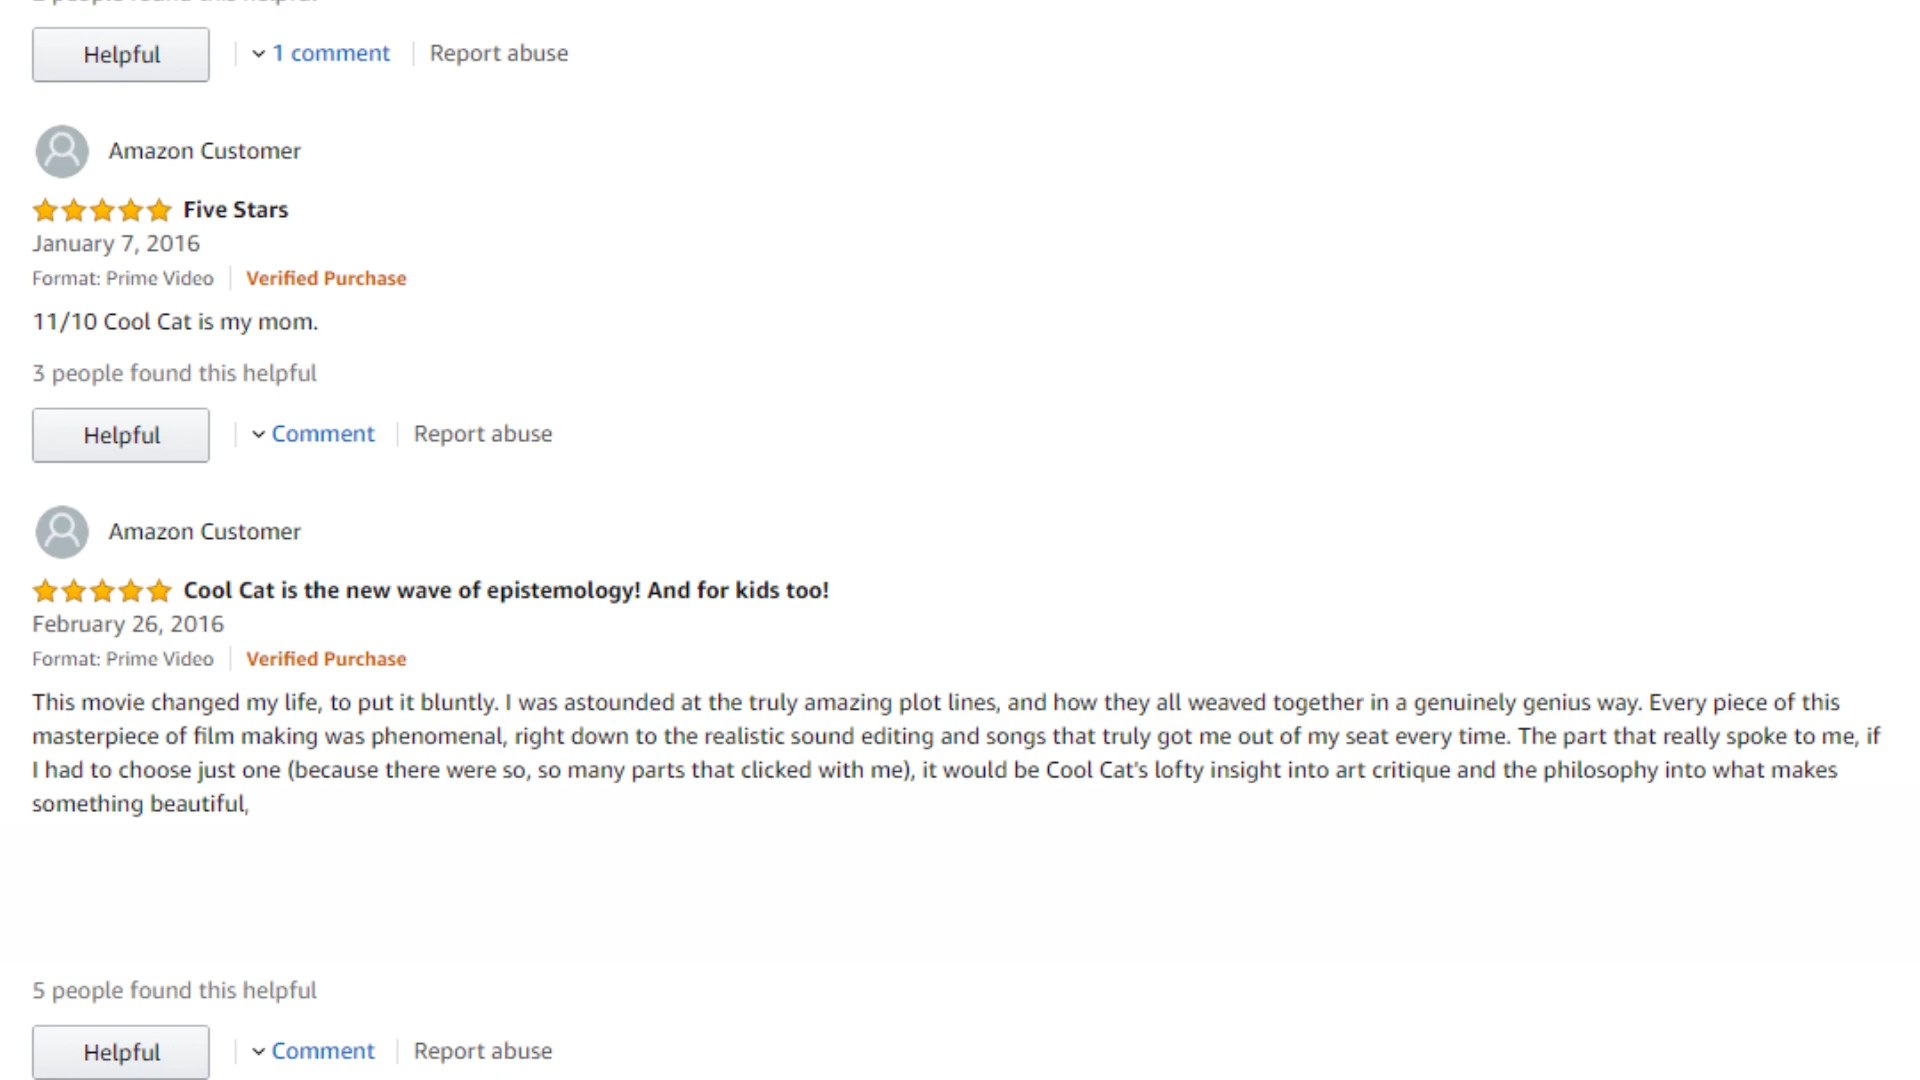 people found this helpful
Helpful
1 comment
Report abuse
Amazon Customer
Five Stars
January 7, 2016
Format: Prime Video
Verified Purchase
11/10 Cool Cat is my mom.
3 people found this helpful
Helpful
Comment
Report abuse
Amazon Customer
Cool Cat is the new wave of epistemology! And for kids too!
February 26, 2016
Format: Prime Video
Verified Purchase
This movie changed my life, to put it bluntly. I was astounded at the truly amazing plot lines, and how they all weaved together in a genuinely genius way. Every piece of this
masterpiece of film making was phenomenal, right down to the realistic sound editing and songs that truly got me out of my seat every time. The part that really spoke to me, if
I had to choose just one (because there were so, so many parts that clicked with me), it would be Cool Cat's lofty insight into art critique and the philosophy into what makes
something beautiful,
5 people found this helpful
Helpful
Comment
Report abuse